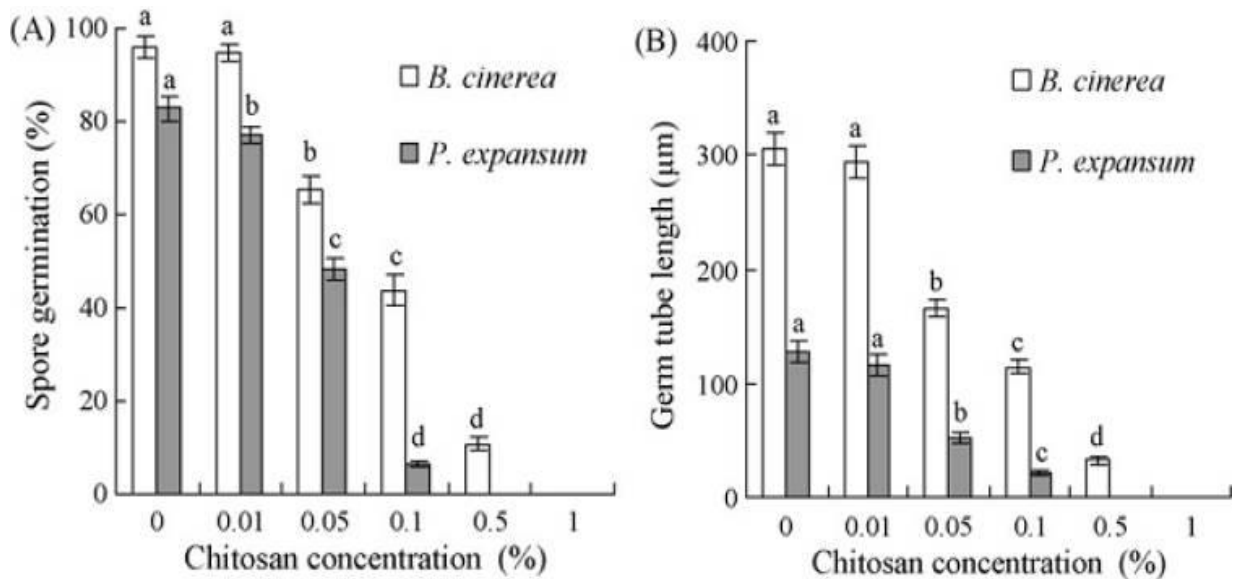 (A)
Spore germination (%)
100
80
60
40
20
0
a
a
a
b
b
c
c
d
d
B. cinerea
P. expansum
0 0.01 0.05 0.1 0.5 1
Chitosan concentration (%)
(B)
Germ tube length (μm)
400
300
200
100
0
a
a
a
a
b
b
c
c
d
B. cinerea
P. expansum
0 0.01 0.05 0.1 0.5 1
Chitosan concentration (%)